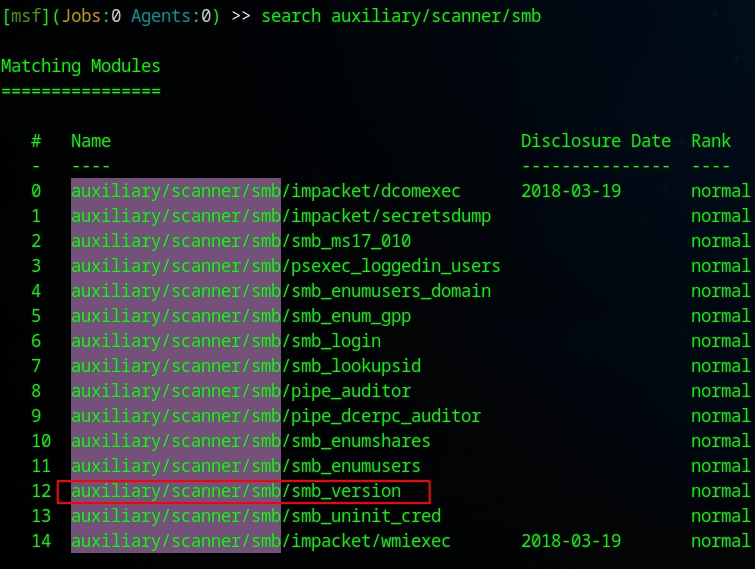 [msf](Jobs:0 Agents:0) >> search auxiliary/scanner/smb
Matching Modules
================
# Name Disclosure Date Rank
- ---- --------------- ----
0 auxiliary/scanner/smb/impacket/dcomexec 2018-03-19 normal
1 auxiliary/scanner/smb/impacket/secretsdump normal
2 auxiliary/scanner/smb/smb_ms17_010 normal
3 auxiliary/scanner/smb/psexec_loggedin_users normal
4 auxiliary/scanner/smb/smb_enumusers_domain normal
5 auxiliary/scanner/smb/smb_enum_gpp normal
6 auxiliary/scanner/smb/smb_login normal
7 auxiliary/scanner/smb/smb_lookupsid normal
8 auxiliary/scanner/smb/pipe_auditor normal
9 auxiliary/scanner/smb/pipe_dcerpc_auditor normal
10 auxiliary/scanner/smb/smb_enumshares normal
11 auxiliary/scanner/smb/smb_enumusers normal
12 auxiliary/scanner/smb/smb_version normal
13 auxiliary/scanner/smb/smb_uninit_cred normal
14 auxiliary/scanner/smb/impacket/wmiexec 2018-03-19 normal